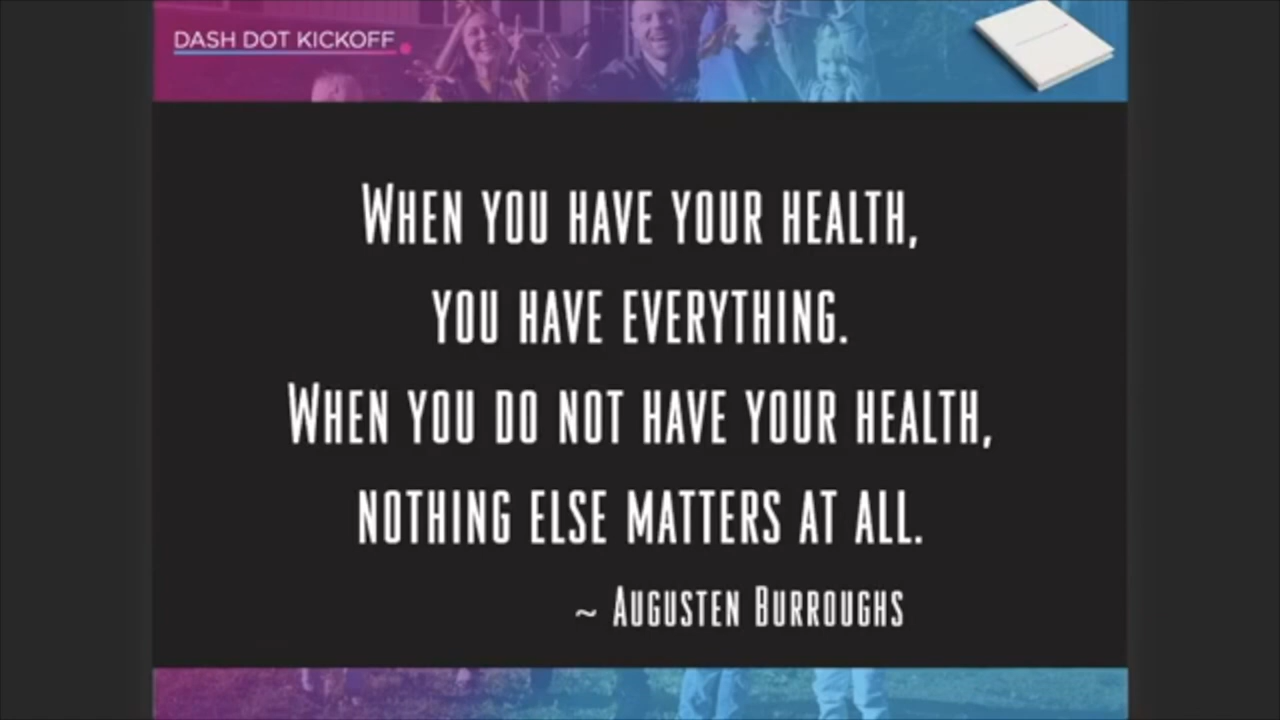 DASH DOT KICKOFF
When you have your health,
you have everything.
When you do not have your health,
nothing else matters at all.
~ Augusten Burroughs